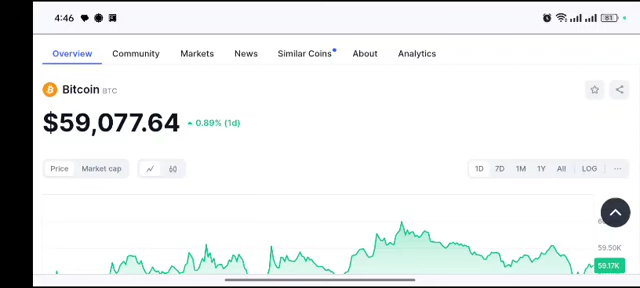 4:46
81
Overview Community Markets News Similar Coins About Analytics
Bitcoin BTC
$59,077.64 0.89% (1d)
Price Market cap 1D 7D 1M 1Y All LOG ...
59.50K
59.17K